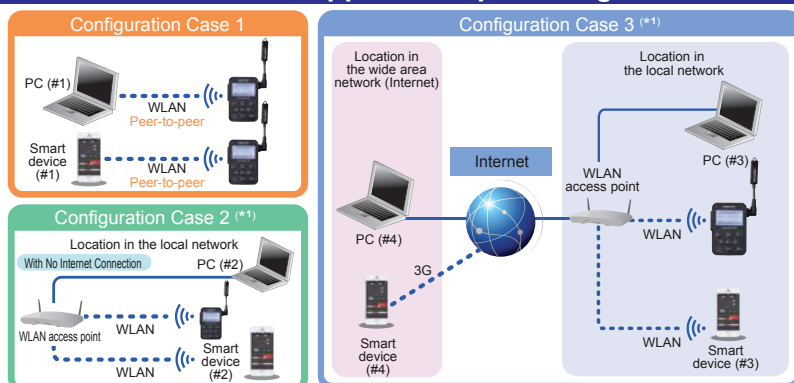 Configuration Case 1
PC (#1)
WLAN
Peer-to-peer
Smart
device
(#1)
WLAN
Peer-to-peer
Configuration Case 2 (*1)
Location in the local network
With No Internet Connection
PC (#2)
WLAN access point
WLAN
WLAN
Smart
device
(#2)
Configuration Case 3 (*1)
Location in
the wide area
network (Internet)
PC (#4)
3G
Smart
device
(#4)
Internet
Location in
the local network
PC (#3)
WLAN
access point
WLAN
WLAN
Smart
device (#3)